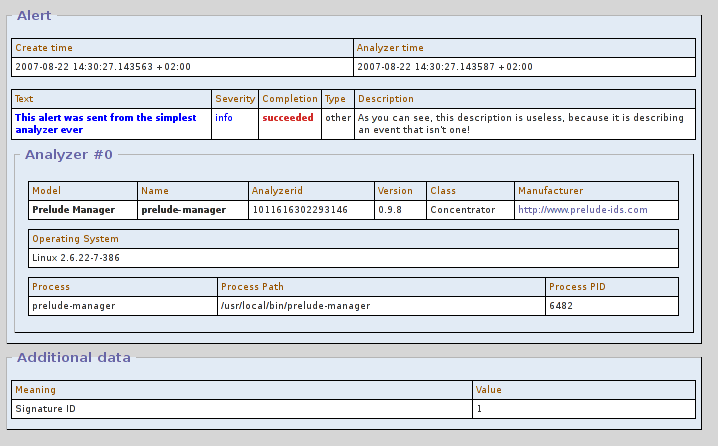 Alert
Create time Analyzer time
2007-08-22 14:30:27.143563 +02:00 2007-08-22 14:30:27.143587 +02:00
Text Severity Completion Type Description
This alert was sent from the simplest analyzer ever info succeeded other As you can see, this description is useless, because it is describing an event that isn't one!
Analyzer #0
Model Name Analyzerid Version Class Manufacturer
Prelude Manager prelude-manager 1011616302293146 0.9.8 Concentrator http://www.prelude-ids.com
Operating System
Linux 2.6.22-7-386
Process Process Path Process PID
prelude-manager /usr/local/bin/prelude-manager 6482
Additional data
Meaning Value
Signature ID 1